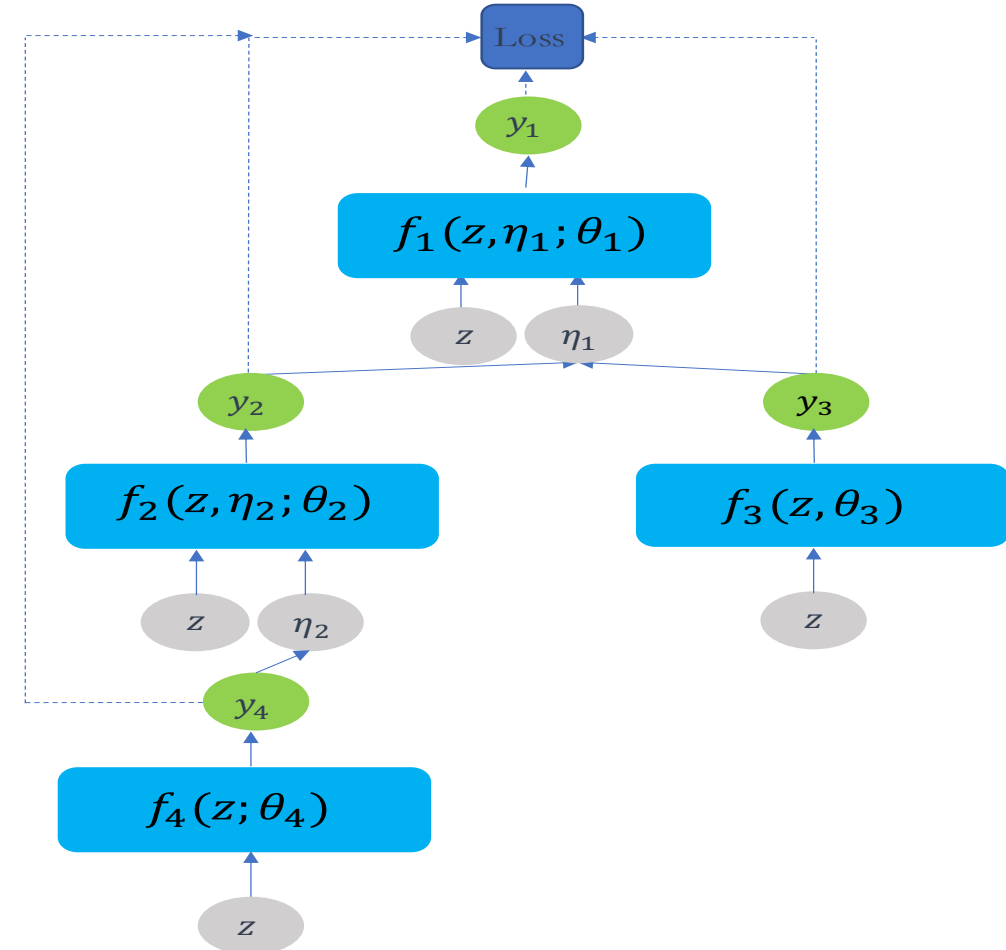 Loss
y₁
f₁(z,η₁;θ₁)
z
η₁
y₂
y₃
f₂(z,η₂;θ₂)
f₃(z,θ₃)
z
η₂
z
y₄
f₄(z;θ₄)
z